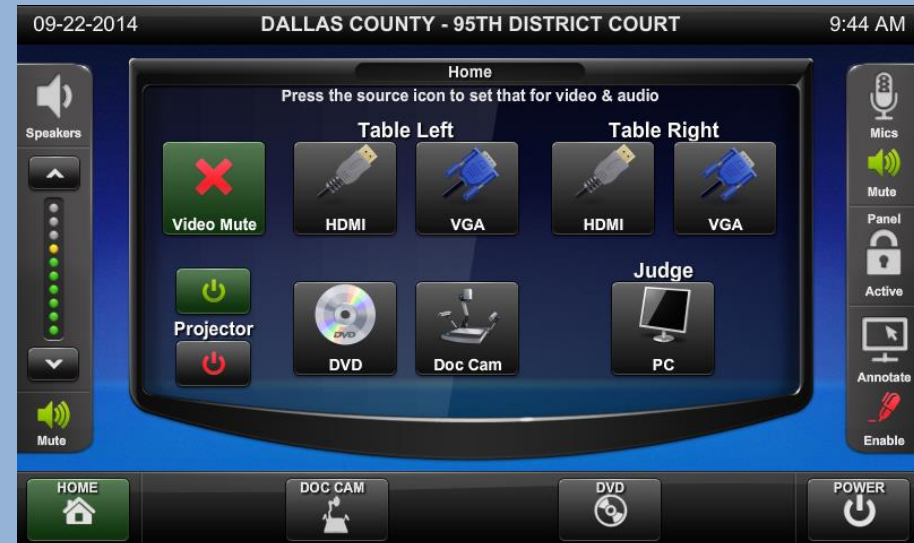 09-22-2014 DALLAS COUNTY - 95TH DISTRICT COURT 9:44 AM
Home
Press the source icon to set that for video & audio
Speakers
Mute
Table Left
Table Right
Video Mute
HDMI
VGA
HDMI
VGA
Projector
DVD
DVD
Doc Cam
Judge
PC
Mics
Mute
Panel
Active
Annotate
Enable
HOME
DOC CAM
DVD
POWER